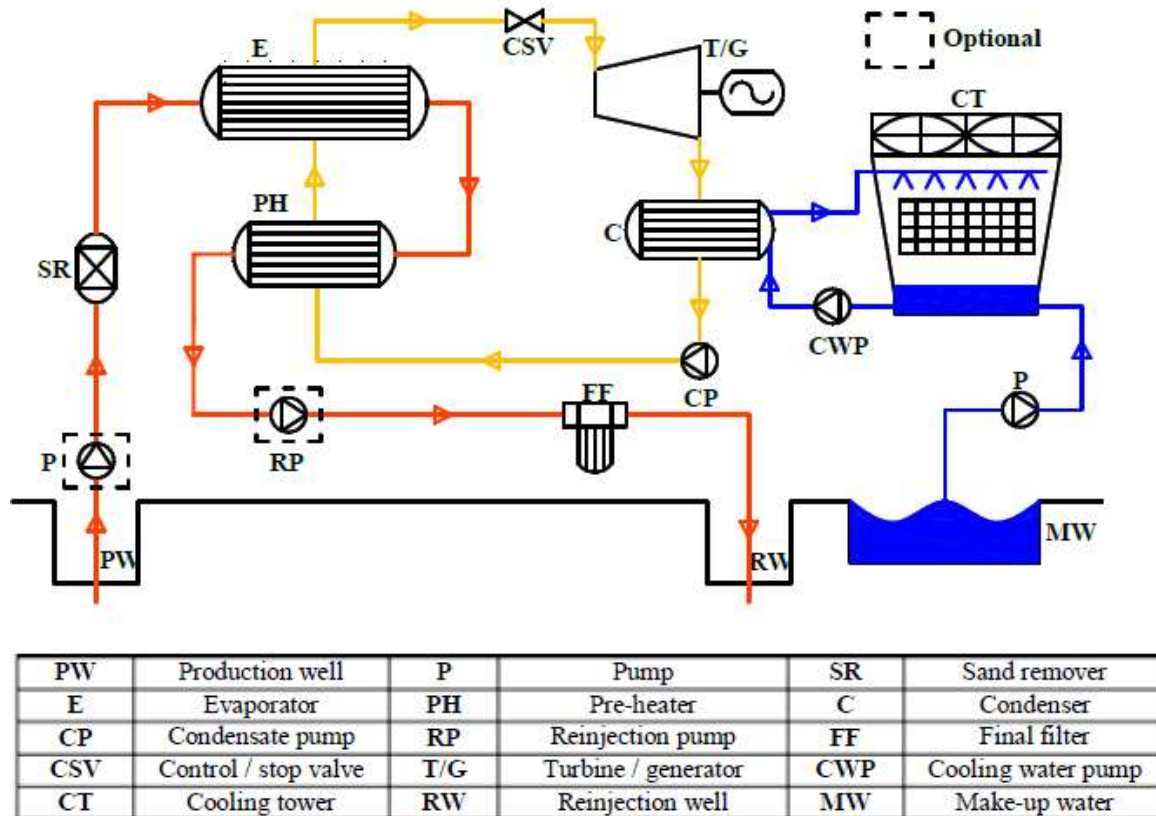 E
CSV
T/G
Optional
CT
PH
C
SR
CWP
FF
CP
P
P
RP
PW
RW
MW
PW Production well P Pump SR Sand remover
E Evaporator PH Pre-heater C Condenser
CP Condensate pump RP Reinjection pump FF Final filter
CSV Control / stop valve T/G Turbine / generator CWP Cooling water pump
CT Cooling tower RW Reinjection well MW Make-up water